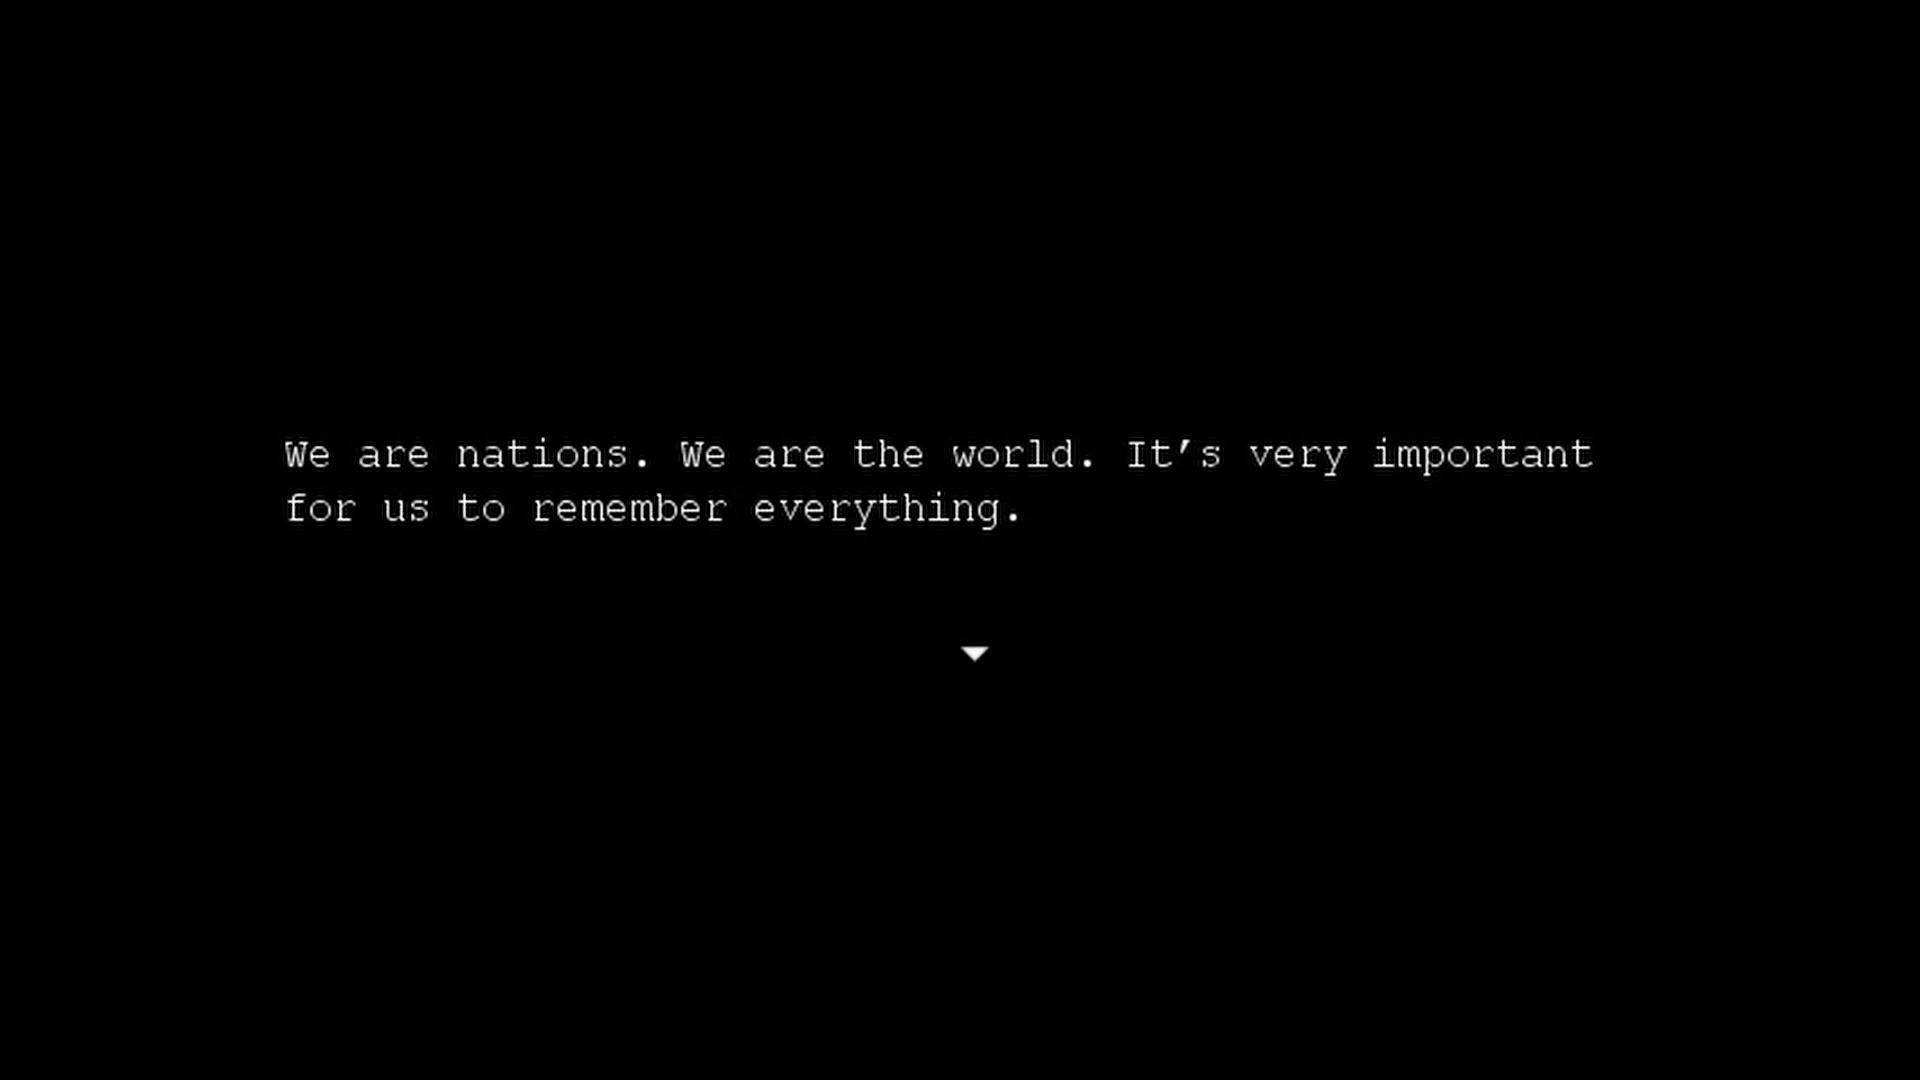 We are nations. We are the world. It's very important
for us to remember everything.